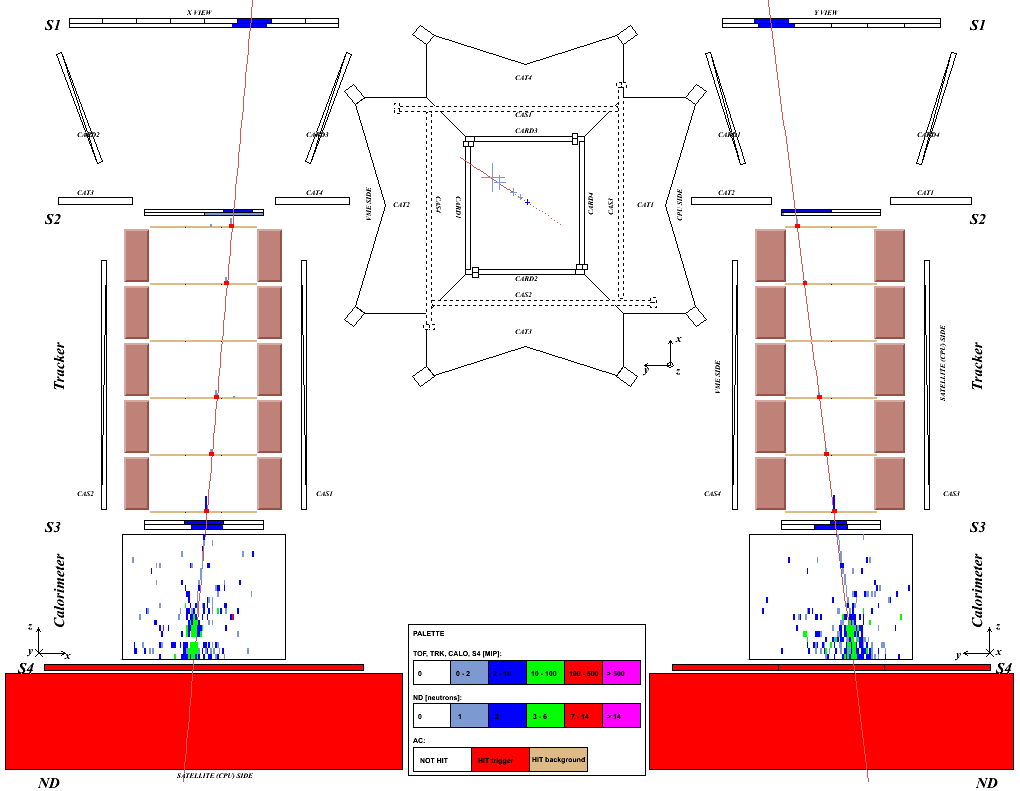 X VIEW
Y VIEW
S1
S1
CARD2
CARD3
CAT4
CAS1
CARD3
CARD1
CARD4
CAT3
CAT4
VME SIDE
CAT2
CAS4
CARD1
CARD4
CAS3
CAT1
CPU SIDE
CAT2
CAT1
S2
S2
CARD2
CAS2
CAT3
x
y
z
Tracker
VME SIDE
SATELLITE (CPU) SIDE
Tracker
CAS2
CAS1
CAS4
CAS3
S3
S3
Calorimeter
Calorimeter
z
y
x
z
y
x
S4
S4
PALETTE
TOF, TRK, CALO, S4 [MIP]:
0
0 - 2
2 - 10
10 - 100
100 - 500
> 500
ND [neutrons]:
0
1
2
3 - 6
7 - 14
> 14
AC:
NOT HIT
HIT trigger
HIT background
SATELLITE (CPU) SIDE
ND
ND